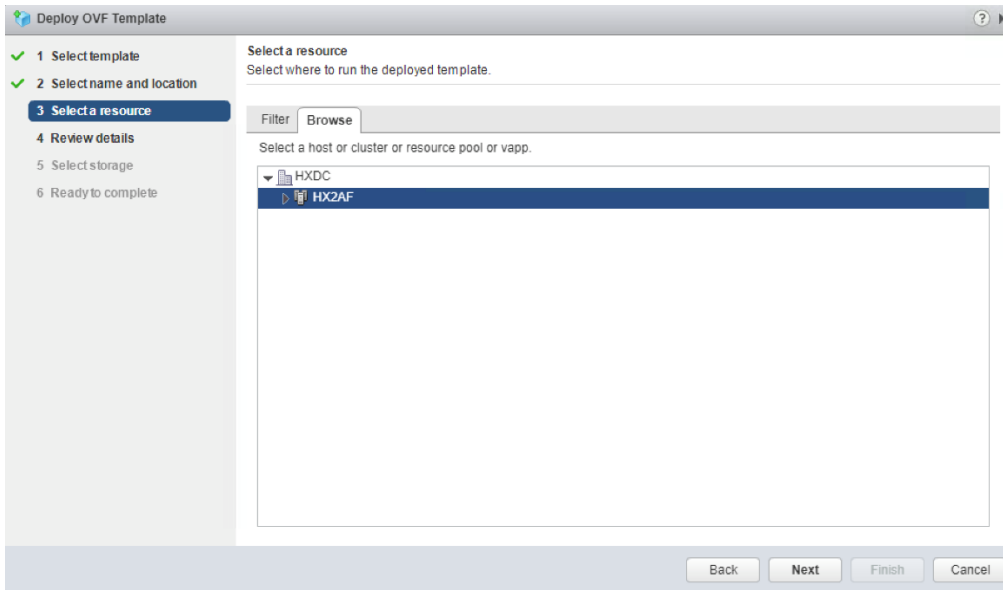 Deploy OVF Template
?
1 Select template
2 Select name and location
3 Select a resource
4 Review details
5 Select storage
6 Ready to complete
Select a resource
Select where to run the deployed template.
Filter Browse
Select a host or cluster or resource pool or vapp.
HXDC
HX2AF
Back Next Finish Cancel